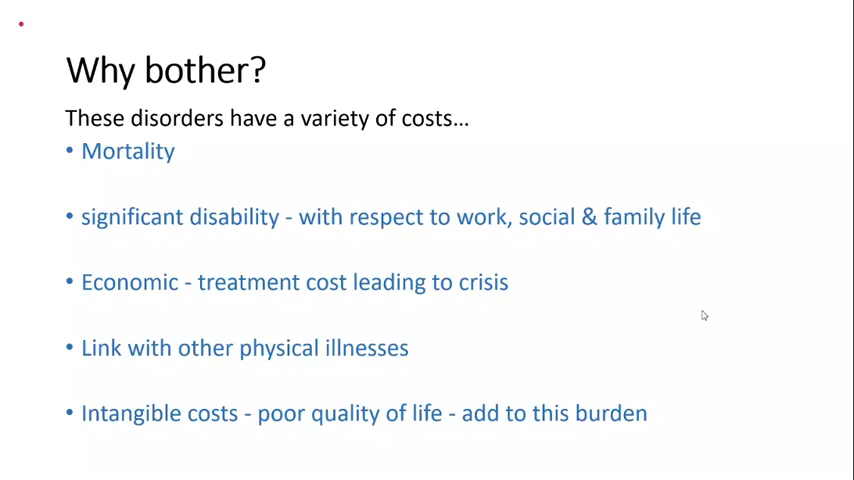 Why bother?
These disorders have a variety of costs...
• Mortality
• significant disability - with respect to work, social & family life
• Economic - treatment cost leading to crisis
• Link with other physical illnesses
• Intangible costs - poor quality of life - add to this burden